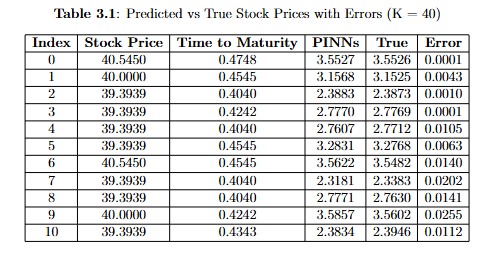 Table 3.1: Predicted vs True Stock Prices with Errors (K = 40)
Index Stock Price Time to Maturity PINNs True Error
0 40.5450 0.4748 3.5527 3.5526 0.0001
1 40.0000 0.4545 3.1568 3.1525 0.0043
2 39.3939 0.4040 2.3883 2.3873 0.0010
3 39.3939 0.4242 2.7770 2.7769 0.0001
4 39.3939 0.4040 2.7607 2.7712 0.0105
5 39.3939 0.4545 3.2831 3.2768 0.0063
6 40.5450 0.4545 3.5622 3.5482 0.0140
7 39.3939 0.4040 2.3181 2.3383 0.0202
8 39.3939 0.4040 2.7771 2.7630 0.0141
9 40.0000 0.4242 3.5857 3.5602 0.0255
10 39.3939 0.4343 2.3834 2.3946 0.0112